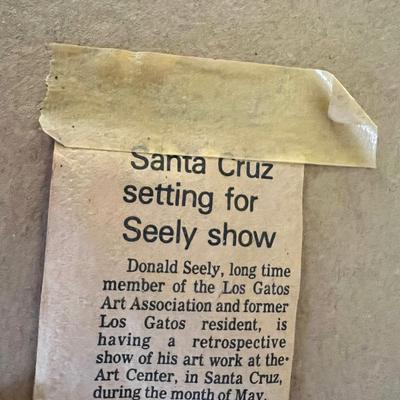 Santa Cruz
setting for
Seely show
Donald Seely, long time
member of the Los Gatos
Art Association and former
Los Gatos resident, is
having a retrospective
show of his art work at the
Art Center, in Santa Cruz,
during the month of May.